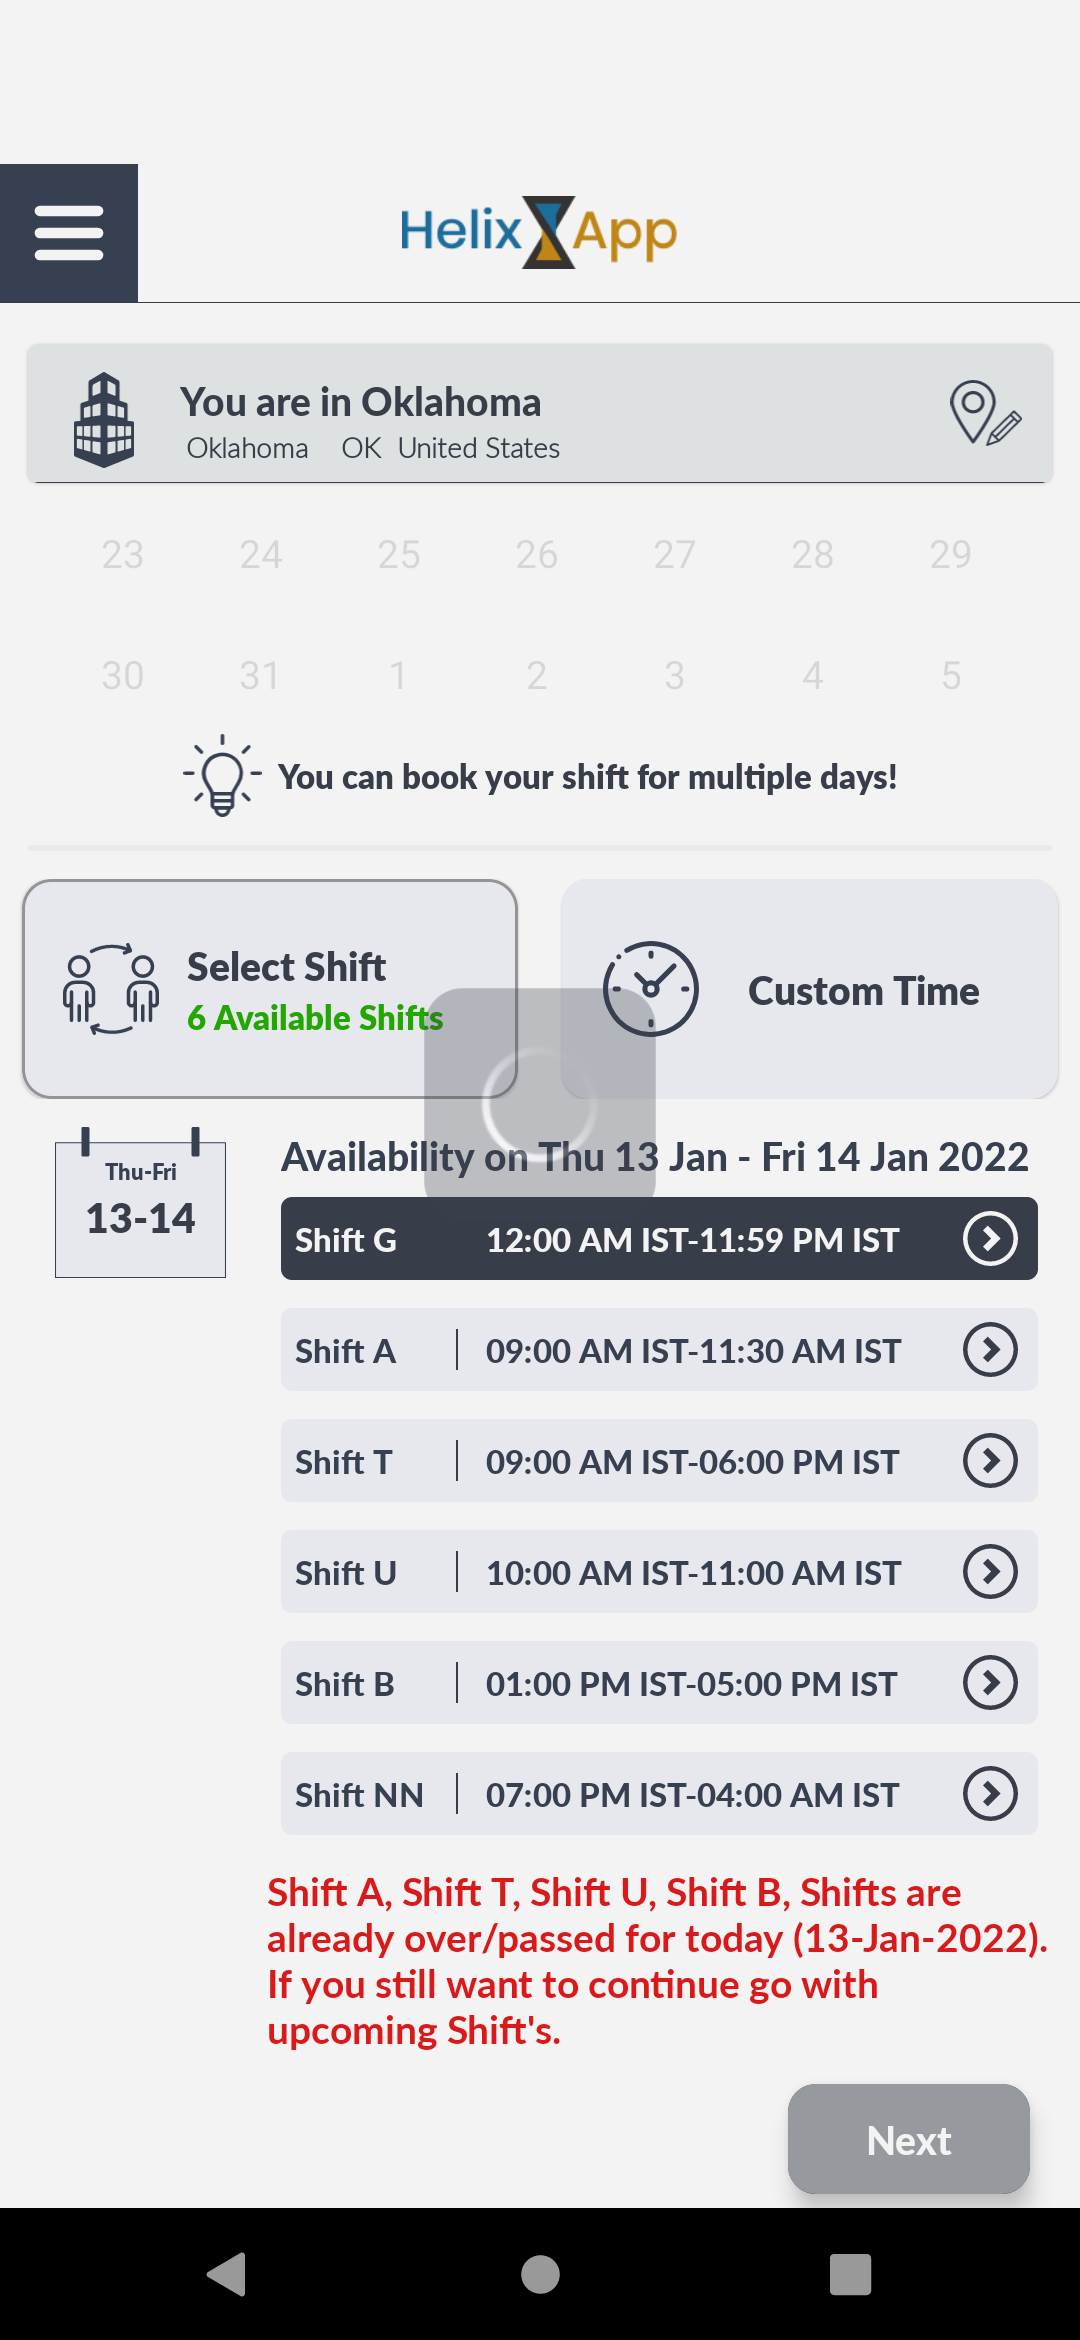 Helix App
You are in Oklahoma
Oklahoma OK United States
23 24 25 26 27 28 29
30 31 1 2 3 4 5
You can book your shift for multiple days!
Select Shift
6 Available Shifts
Custom Time
Thu-Fri
13-14
Availability on Thu 13 Jan - Fri 14 Jan 2022
Shift G 12:00 AM IST-11:59 PM IST
Shift A 09:00 AM IST-11:30 AM IST
Shift T 09:00 AM IST-06:00 PM IST
Shift U 10:00 AM IST-11:00 AM IST
Shift B 01:00 PM IST-05:00 PM IST
Shift NN 07:00 PM IST-04:00 AM IST
Shift A, Shift T, Shift U, Shift B, Shifts are
already over/passed for today (13-Jan-2022).
If you still want to continue go with
upcoming Shift's.
Next